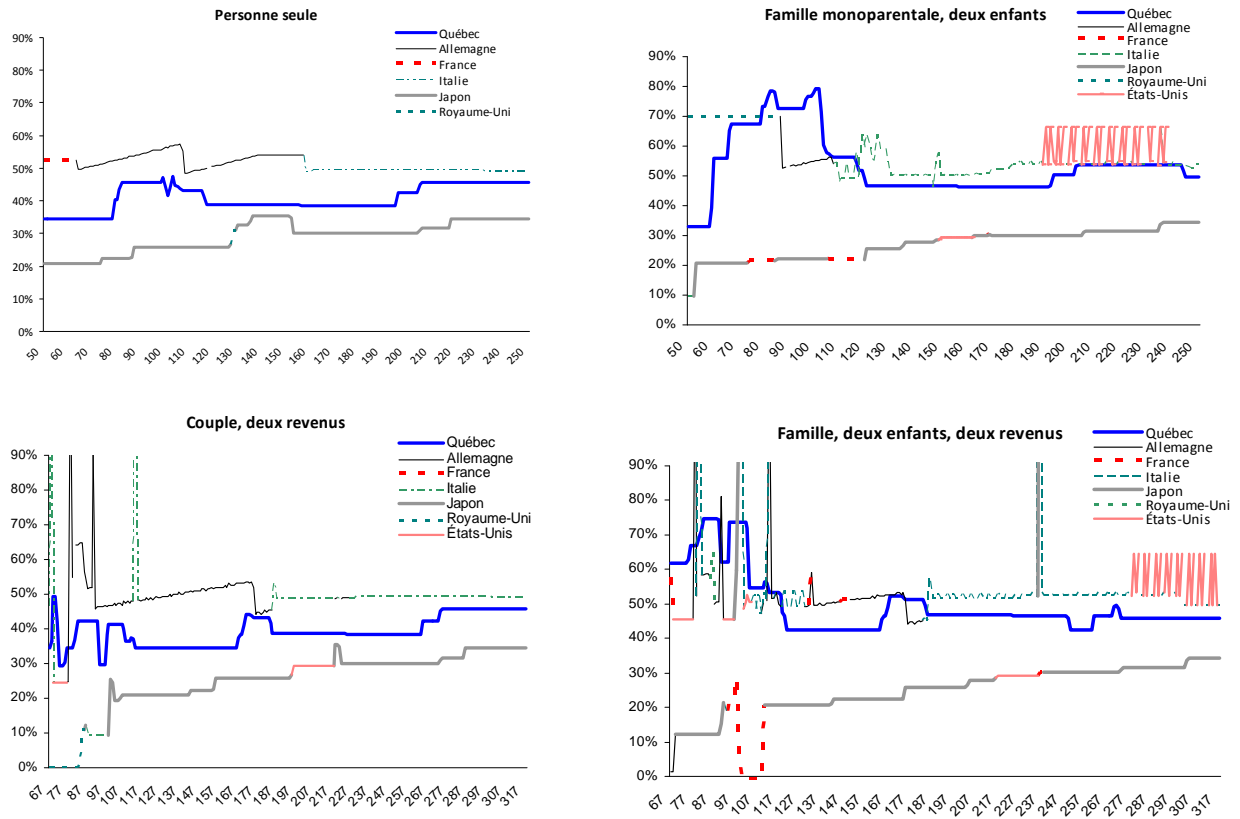 Personne seule
Québec
Allemagne
France
Italie
Japon
Royaume-Uni
90%
80%
70%
60%
50%
40%
30%
20%
10%
0%
50 60 70 80 90 100 110 120 130 140 150 160 170 180 190 200 210 220 230 240 250
Famille monoparentale, deux enfants
Québec
Allemagne
France
Italie
Japon
Royaume-Uni
États-Unis
90%
80%
70%
60%
50%
40%
30%
20%
10%
0%
50 60 70 80 90 100 110 120 130 140 150 160 170 180 190 200 210 220 230 240 250
Couple, deux revenus
Québec
Allemagne
France
Italie
Japon
Royaume-Uni
États-Unis
90%
80%
70%
60%
50%
40%
30%
20%
10%
0%
67 77 87 97 107 117 127 137 147 157 167 177 187 197 207 217 227 237 247 257 267 277 287 297 307 317
Famille, deux enfants, deux revenus
Québec
Allemagne
France
Italie
Japon
Royaume-Uni
États-Unis
90%
80%
70%
60%
50%
40%
30%
20%
10%
0%
67 77 87 97 107 117 127 137 147 157 167 177 187 197 207 217 227 237 247 257 267 277 287 297 307 317